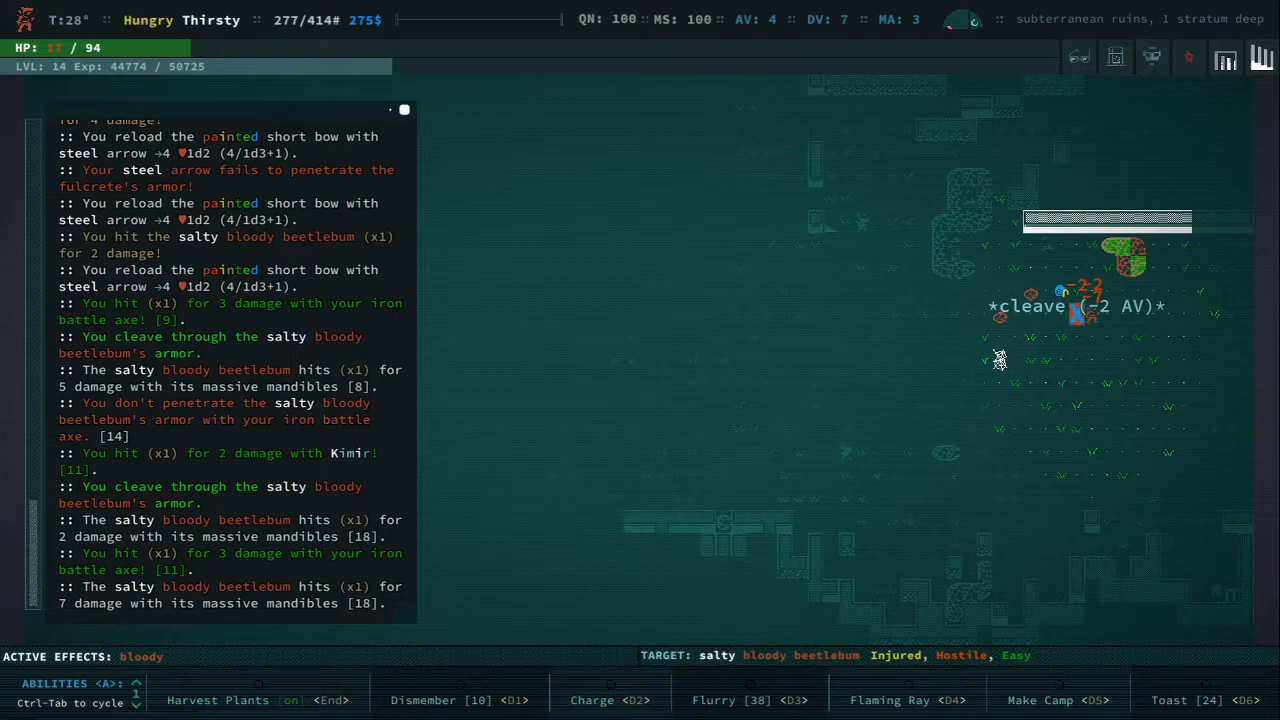 T:28° :: Hungry Thirsty :: 277/414# 275$ QN: 100 :: MS: 100 :: AV: 4 :: DV: 7 :: MA: 3 :: subterranean ruins, 1 stratum deep
HP: 17 / 94
LVL: 14 Exp: 44774 / 50725
for 4 damage!
:: You reload the painted short bow with
steel arrow →4 ♥1d2 (4/1d3+1).
:: Your steel arrow fails to penetrate the
fulcrete's armor!
:: You reload the painted short bow with
steel arrow →4 ♥1d2 (4/1d3+1).
:: You hit the salty bloody beetlebum (x1)
for 2 damage!
:: You reload the painted short bow with
steel arrow →4 ♥1d2 (4/1d3+1).
:: You hit (x1) for 3 damage with your iron
battle axe! [9].
:: You cleave through the salty bloody
beetlebum's armor.
:: The salty bloody beetlebum hits (x1) for
5 damage with its massive mandibles [8].
:: You don't penetrate the salty bloody
beetlebum's armor with your iron battle
axe. [14]
:: You hit (x1) for 2 damage with Kimir!
[11].
:: You cleave through the salty bloody
beetlebum's armor.
:: The salty bloody beetlebum hits (x1) for
2 damage with its massive mandibles [18].
:: You hit (x1) for 3 damage with your iron
battle axe! [11].
:: The salty bloody beetlebum hits (x1) for
7 damage with its massive mandibles [18].
-2 -2
-7
*cleave (-2 AV)*
ACTIVE EFFECTS: bloody
TARGET: salty bloody beetlebum Injured, Hostile, Easy
ABILITIES <A>:
1
Ctrl-Tab to cycle
Harvest Plants [on] <End>
Dismember [10] <D1>
Charge <D2>
Flurry [38] <D3>
Flaming Ray <D4>
Make Camp <D5>
Toast [24] <D6>